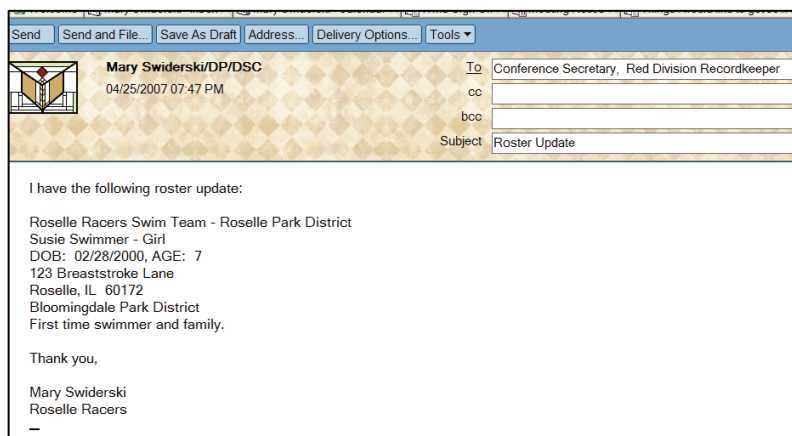 Send Send and File... Save As Draft Address... Delivery Options... Tools
Mary Swiderski/DP/DSC To Conference Secretary, Red Division Recordkeeper
04/25/2007 07:47 PM cc
bcc
Subject Roster Update
I have the following roster update:
Roselle Racers Swim Team - Roselle Park District
Susie Swimmer - Girl
DOB: 02/28/2000, AGE: 7
123 Breaststroke Lane
Roselle, IL 60172
Bloomingdale Park District
First time swimmer and family.
Thank you,
Mary Swiderski
Roselle Racers